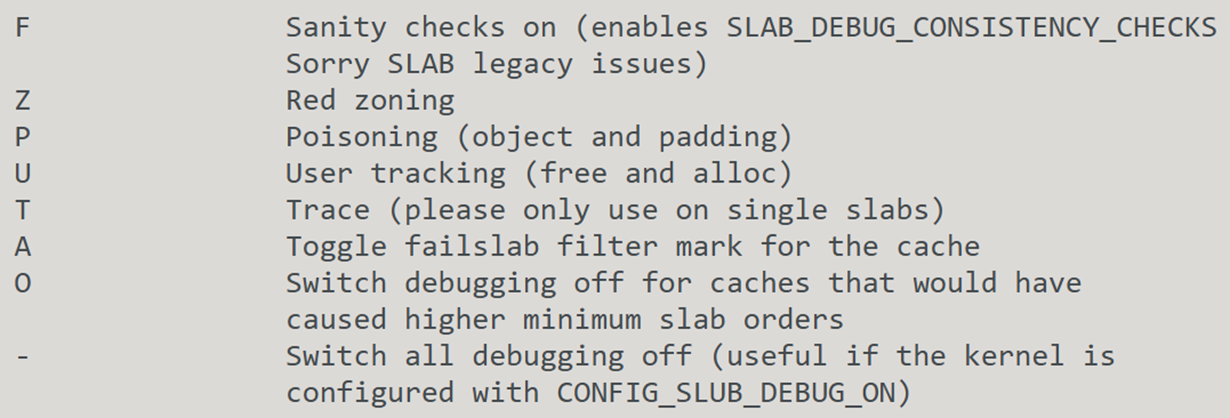 F Sanity checks on (enables SLAB_DEBUG_CONSISTENCY_CHECKS
Sorry SLAB legacy issues)
Z Red zoning
P Poisoning (object and padding)
U User tracking (free and alloc)
T Trace (please only use on single slabs)
A Toggle failslab filter mark for the cache
O Switch debugging off for caches that would have
caused higher minimum slab orders
- Switch all debugging off (useful if the kernel is
configured with CONFIG_SLUB_DEBUG_ON)